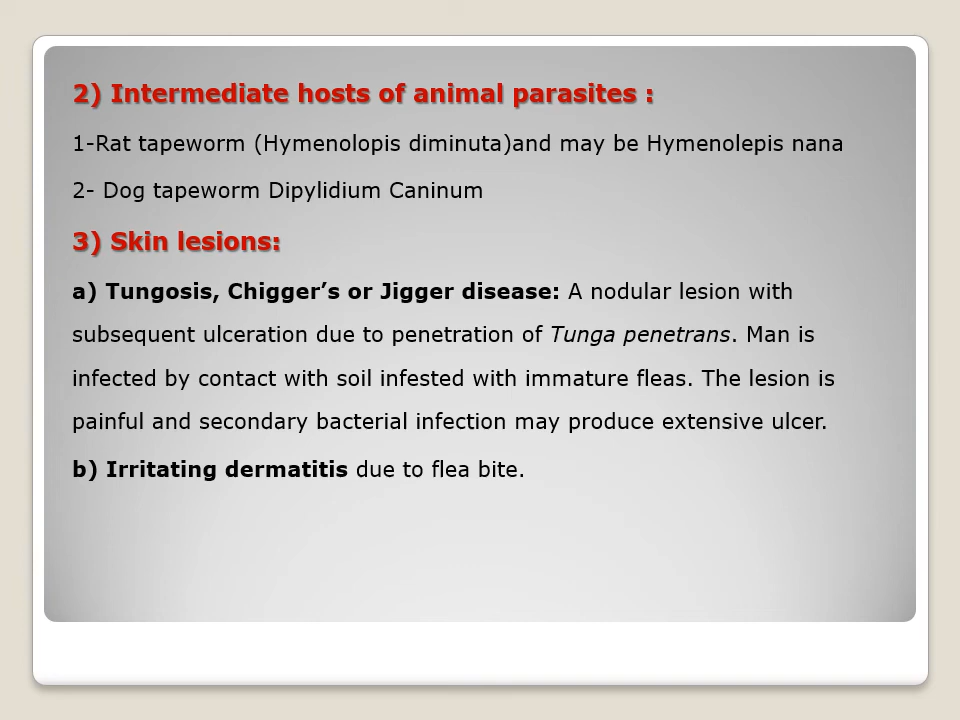 2) Intermediate hosts of animal parasites :
1-Rat tapeworm (Hymenolopis diminuta)and may be Hymenolepis nana
2- Dog tapeworm Dipylidium Caninum
3) Skin lesions:
a) Tungosis, Chigger’s or Jigger disease: A nodular lesion with
subsequent ulceration due to penetration of Tunga penetrans. Man is
infected by contact with soil infested with immature fleas. The lesion is
painful and secondary bacterial infection may produce extensive ulcer.
b) Irritating dermatitis due to flea bite.